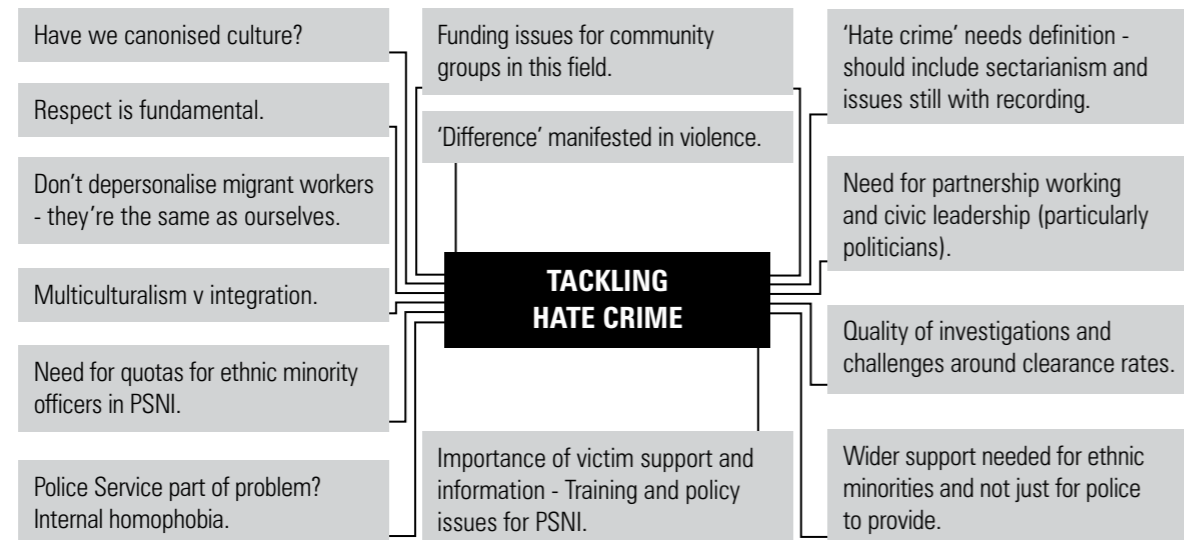 Have we canonised culture?
Respect is fundamental.
Don’t depersonalise migrant workers
- they’re the same as ourselves.
Multiculturalism v integration.
Need for quotas for ethnic minority
officers in PSNI.
Police Service part of problem?
Internal homophobia.
Funding issues for community
groups in this field.
‘Difference’ manifested in violence.
TACKLING
HATE CRIME
Importance of victim support and
information - Training and policy
issues for PSNI.
‘Hate crime’ needs definition -
should include sectarianism and
issues still with recording.
Need for partnership working
and civic leadership (particularly
politicians).
Quality of investigations and
challenges around clearance rates.
Wider support needed for ethnic
minorities and not just for police
to provide.